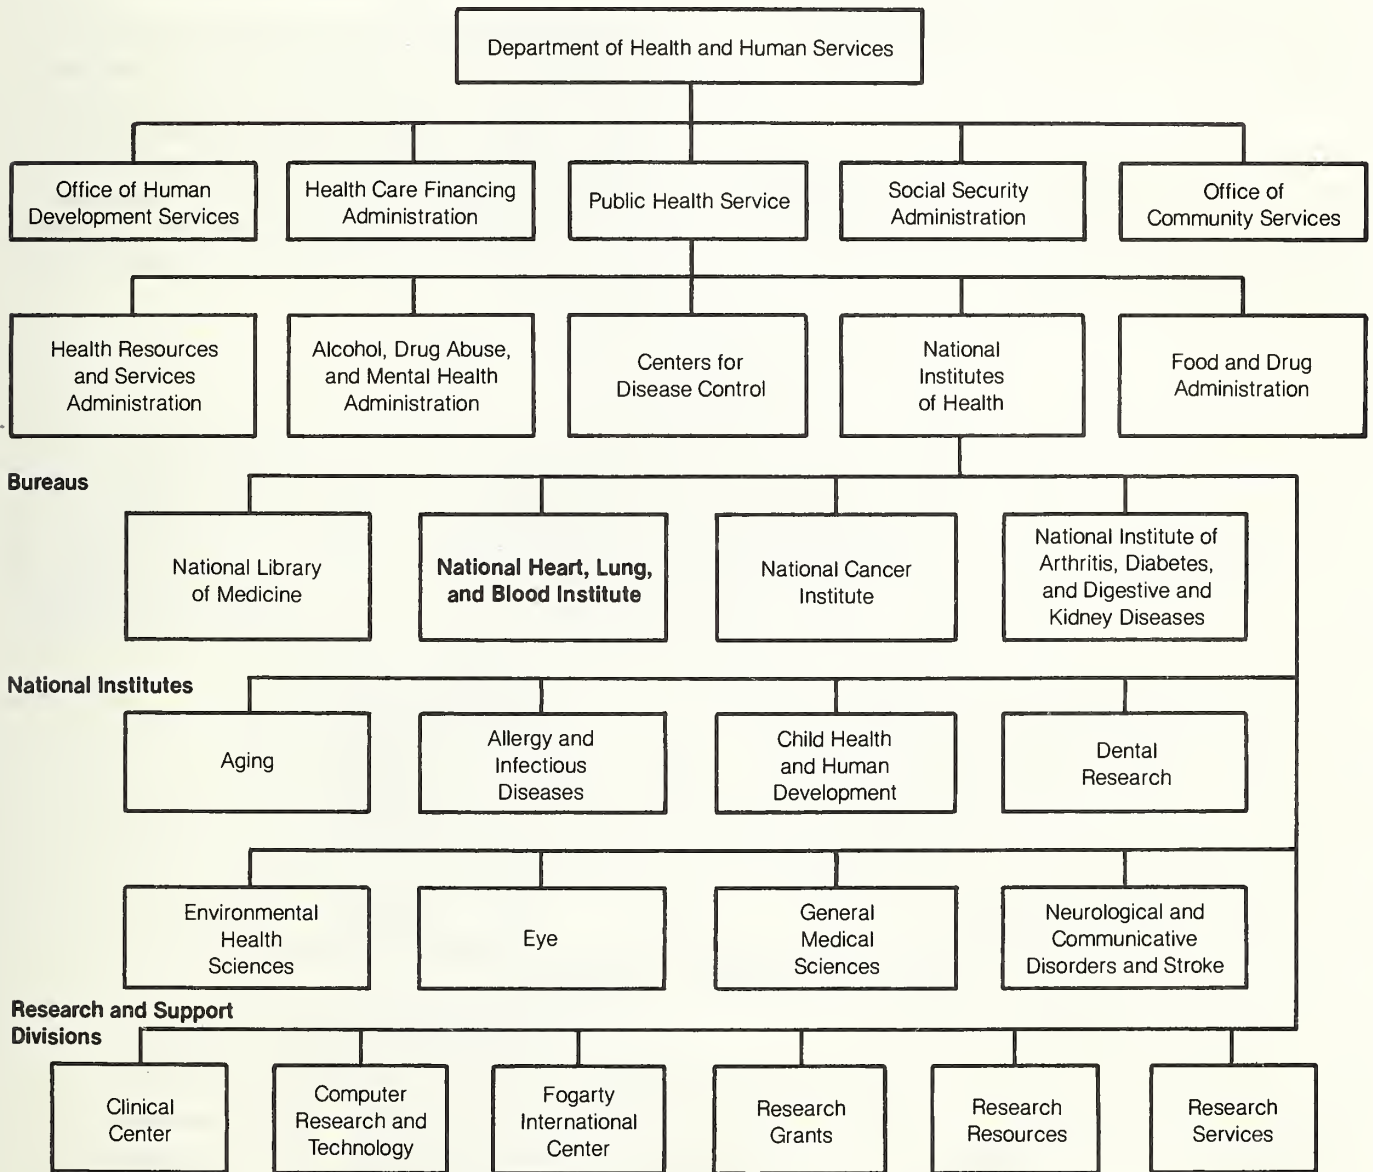 Department of Health and Human Services
Office of Human
Development Services
Health Care Financing
Administration
Public Health Service
Social Security
Administration
Office of
Community Services
Health Resources
and Services
Administration
Alcohol, Drug Abuse,
and Mental Health
Administration
Centers for
Disease Control
National
Institutes
of Health
Food and Drug
Administration
Bureaus
National Library
of Medicine
National Heart, Lung,
and Blood Institute
National Cancer
Institute
National Institute of
Arthritis, Diabetes,
and Digestive and
Kidney Diseases
National Institutes
Aging
Allergy and
Infectious
Diseases
Child Health
and Human
Development
Dental
Research
Environmental
Health
Sciences
Eye
General
Medical
Sciences
Neurological and
Communicative
Disorders and Stroke
Research and Support
Divisions
Clinical
Center
Computer
Research and
Technology
Fogarty
International
Center
Research
Grants
Research
Resources
Research
Services